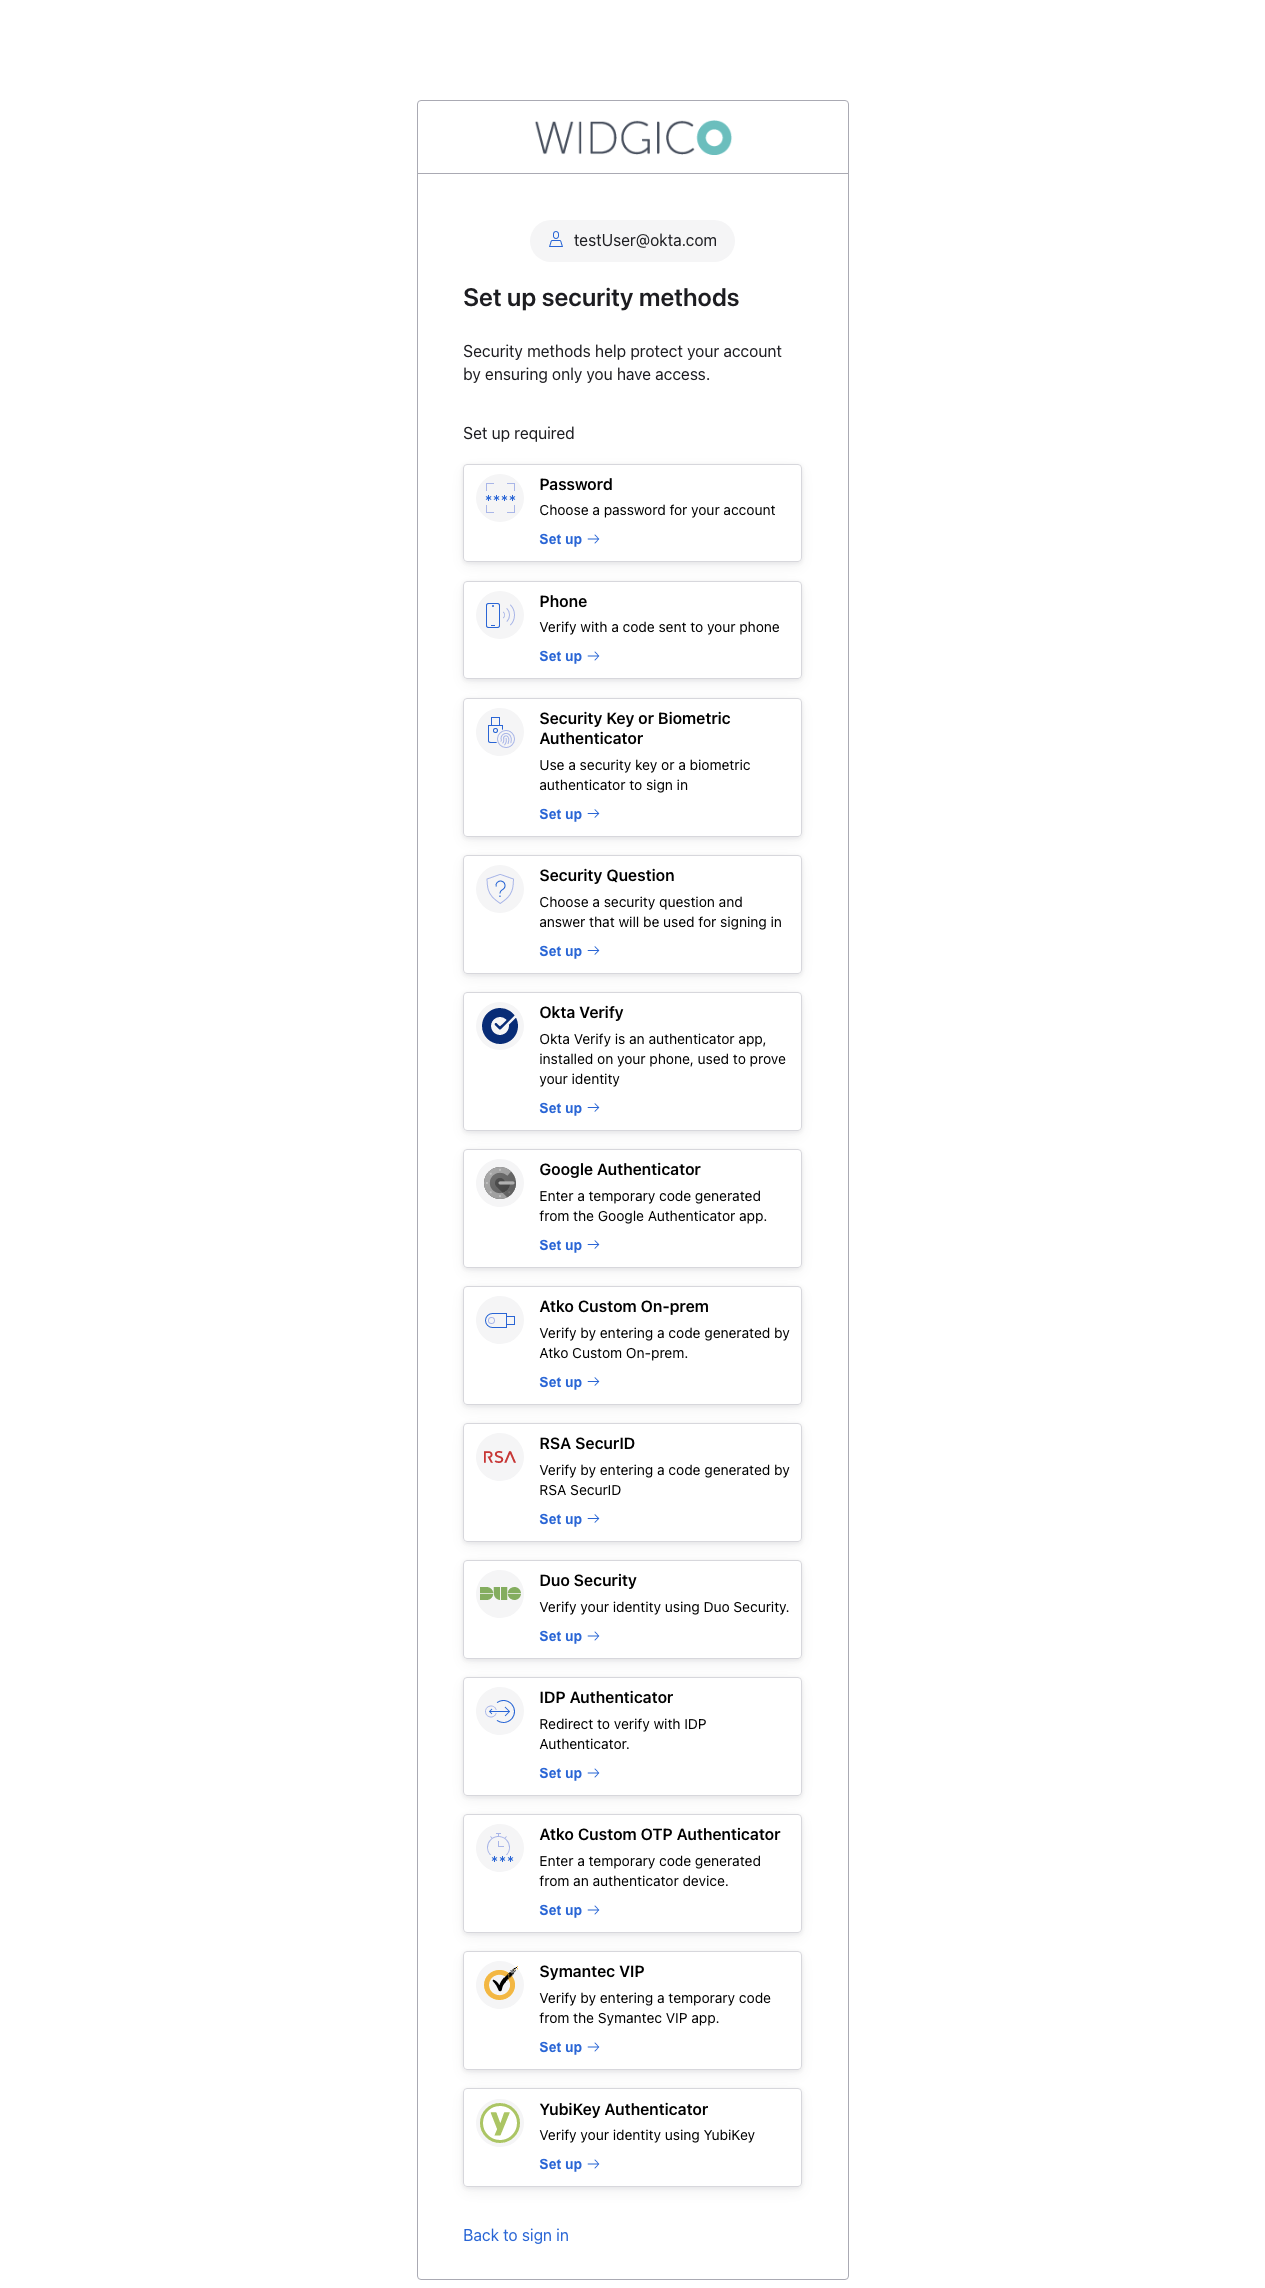 WIDGICO
testUser@okta.com
Set up security methods
Security methods help protect your account
by ensuring only you have access.
Set up required
Password
Choose a password for your account
Set up
Phone
Verify with a code sent to your phone
Set up
Security Key or Biometric
Authenticator
Use a security key or a biometric
authenticator to sign in
Set up
Security Question
Choose a security question and
answer that will be used for signing in
Set up
Okta Verify
Okta Verify is an authenticator app,
installed on your phone, used to prove
your identity
Set up
Google Authenticator
Enter a temporary code generated
from the Google Authenticator app.
Set up
Atko Custom On-prem
Verify by entering a code generated by
Atko Custom On-prem.
Set up
RSA
RSA SecurID
Verify by entering a code generated by
RSA SecurID
Set up
DUO
Duo Security
Verify your identity using Duo Security.
Set up
IDP Authenticator
Redirect to verify with IDP
Authenticator.
Set up
Atko Custom OTP Authenticator
Enter a temporary code generated
from an authenticator device.
Set up
Symantec VIP
Verify by entering a temporary code
from the Symantec VIP app.
Set up
y
YubiKey Authenticator
Verify your identity using YubiKey
Set up
Back to sign in